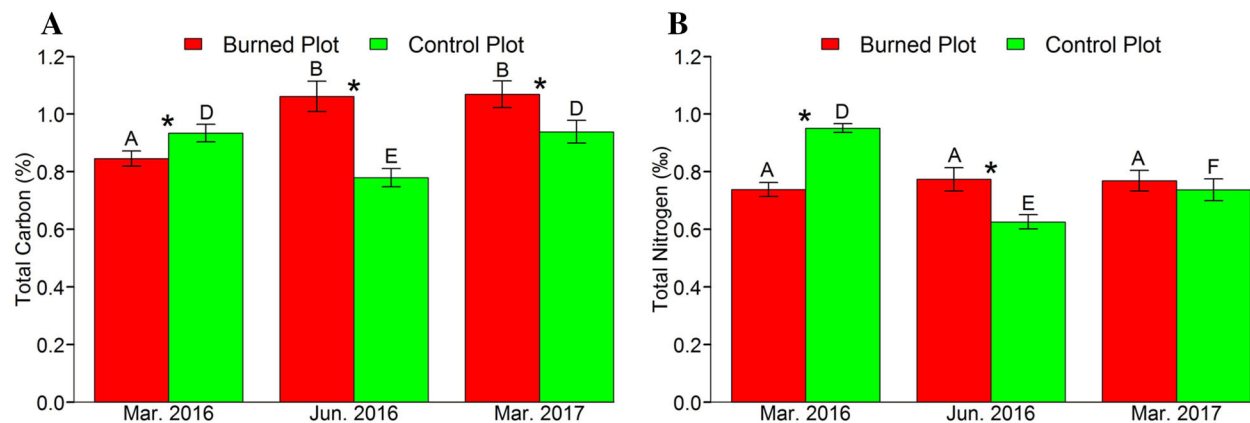 A
Burned Plot Control Plot
Total Carbon (%)
1.2
1.0
0.8
0.6
0.4
0.2
0.0
A * D
B * E
B * D
Mar. 2016 Jun. 2016 Mar. 2017
B
Burned Plot Control Plot
Total Nitrogen (‰)
1.2
1.0
0.8
0.6
0.4
0.2
0.0
A * D
A * E
A F
Mar. 2016 Jun. 2016 Mar. 2017